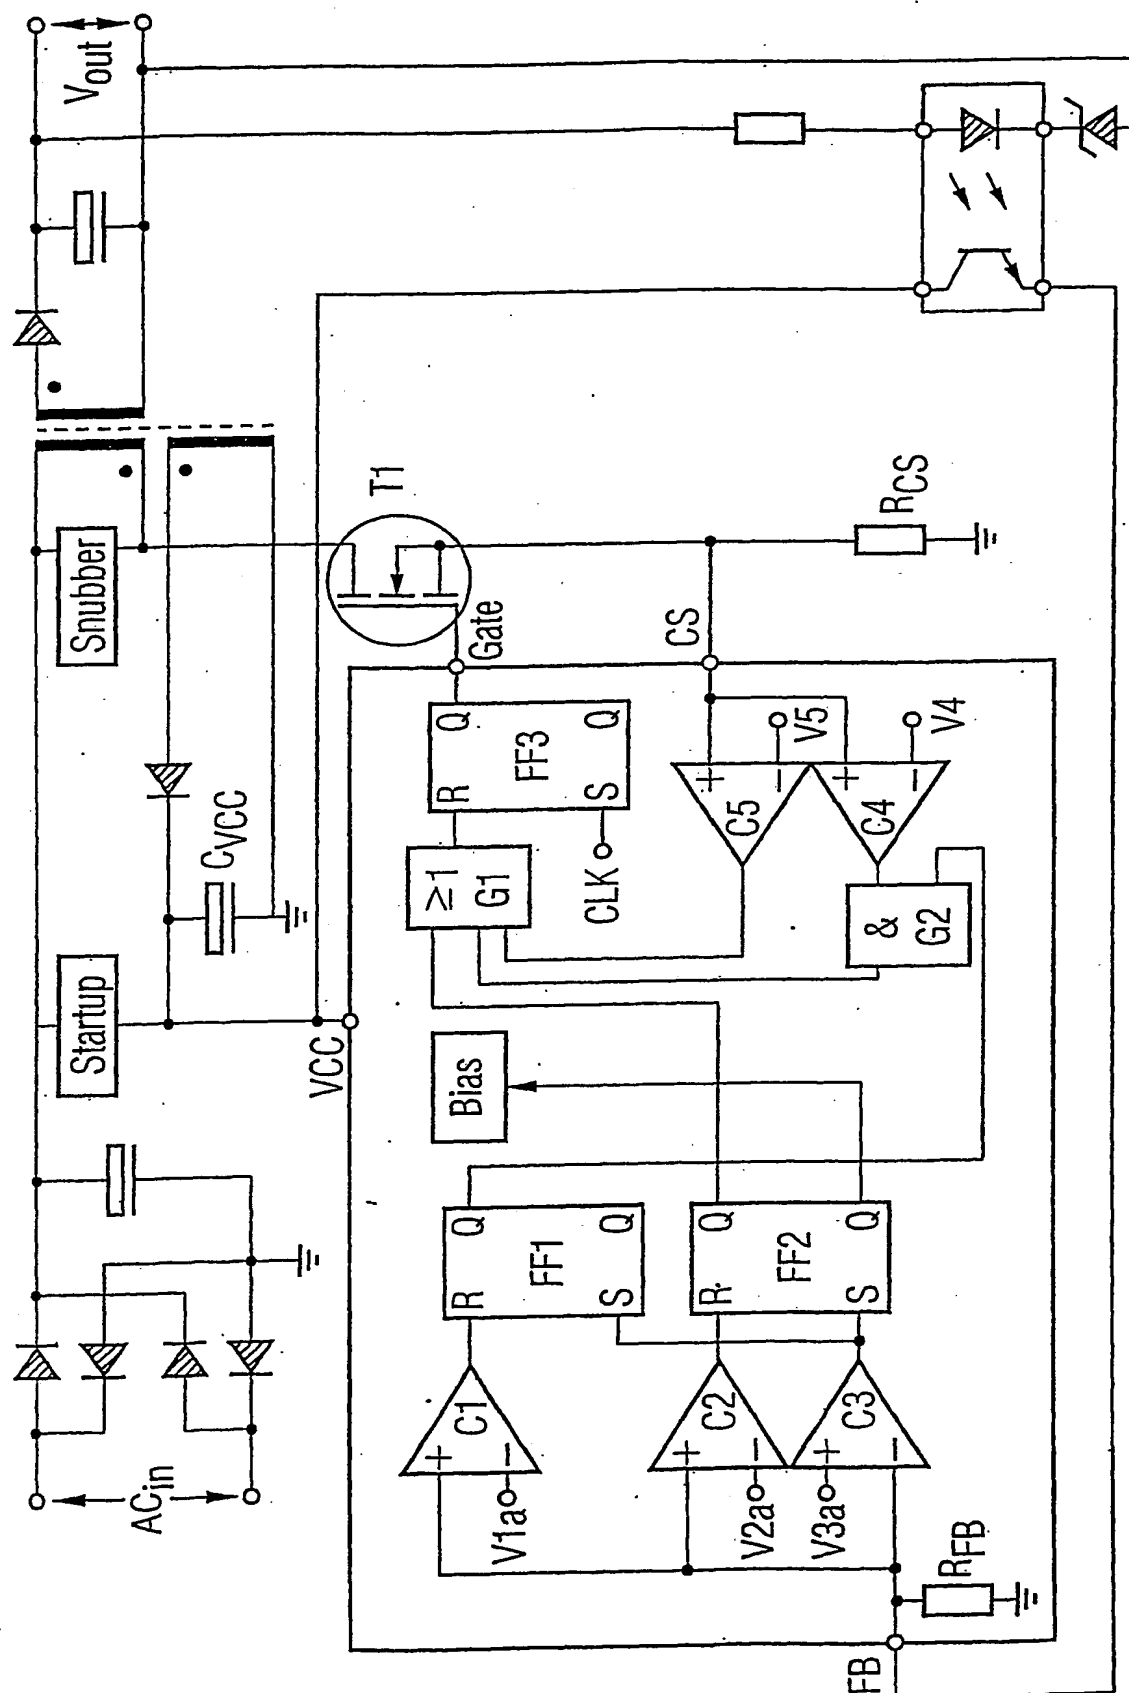 ACin
Vout
Startup
Snubber
CVCC
VCC
T1
Gate
CS
RCS
Bias
≥1
G1
R
Q
FF3
S
Q
CLK
+
−
C5
V5
+
−
C4
V4
&
G2
+
−
C1
V1a
R
Q
FF1
S
Q
+
−
C2
V2a
R
Q
FF2
S
Q
+
−
C3
V3a
RFB
FB